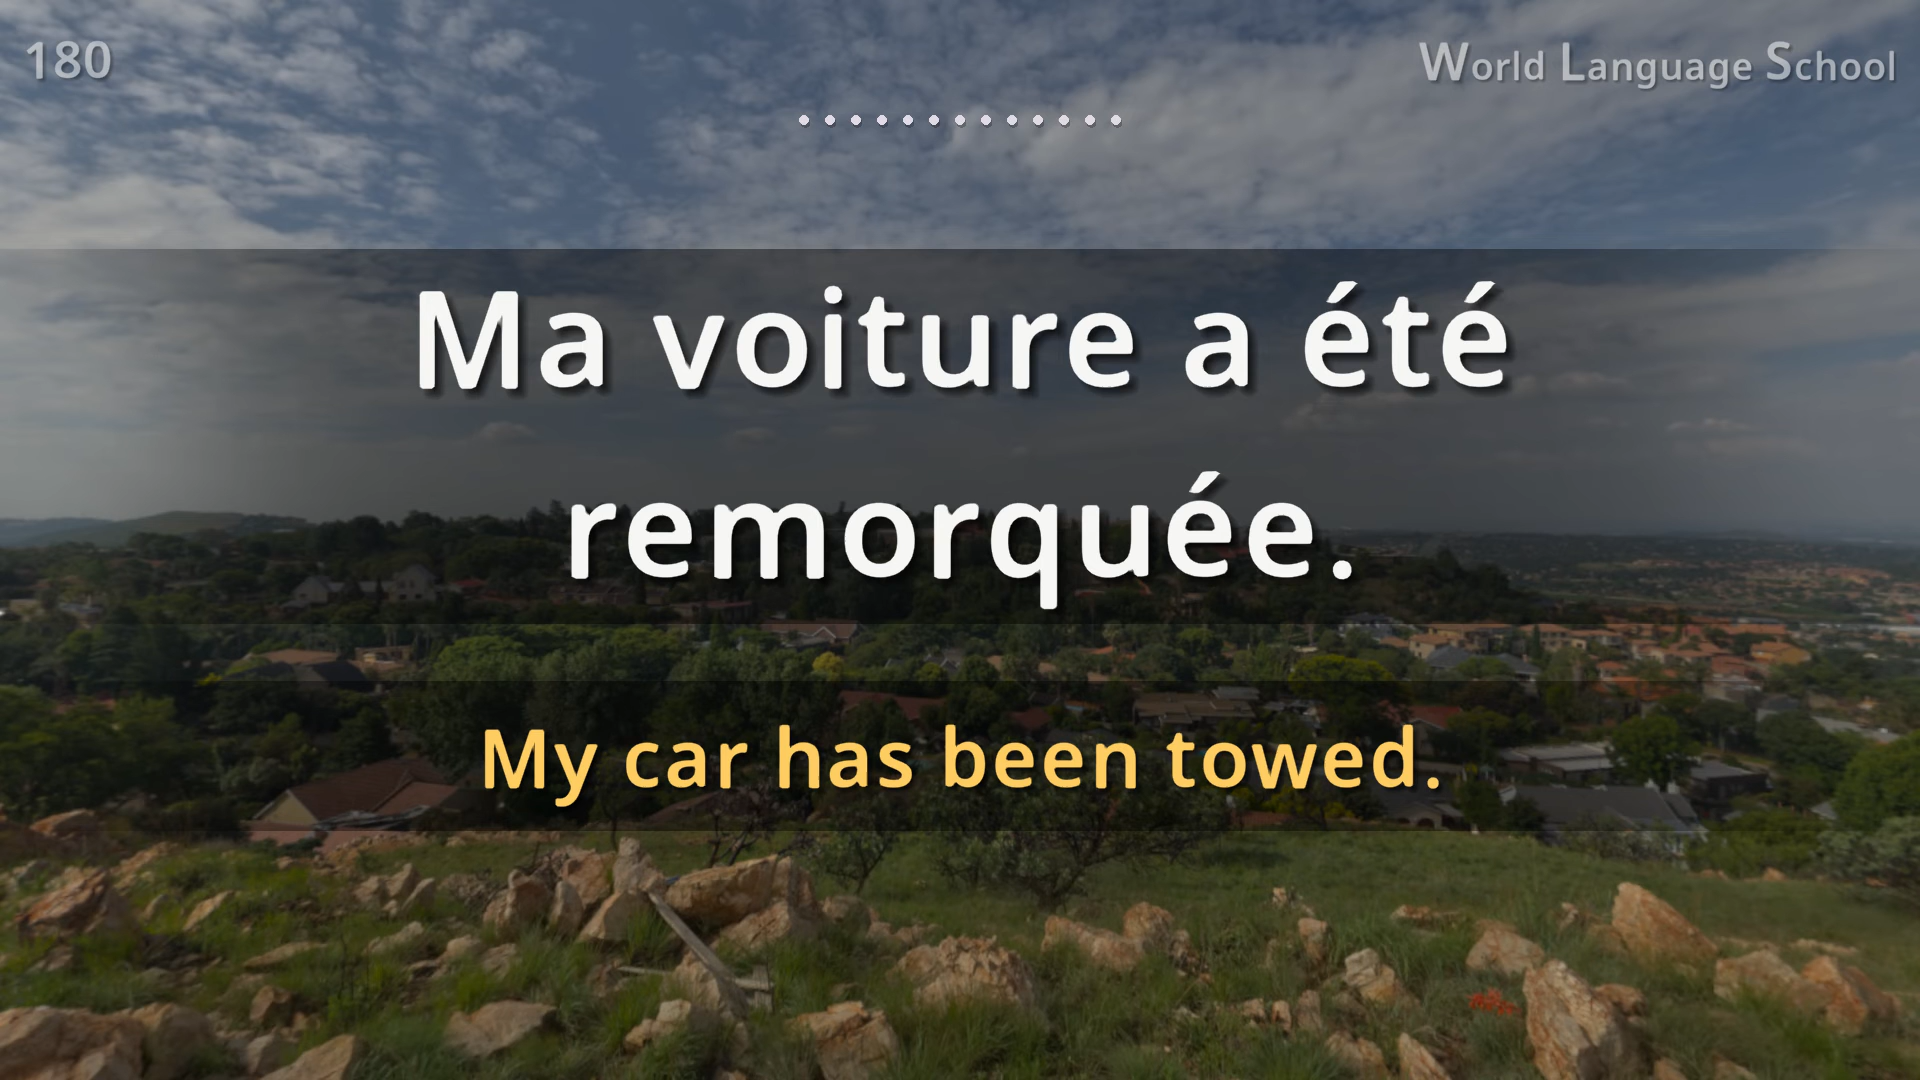 180
World Language School
Ma voiture a été
remorquée.
My car has been towed.